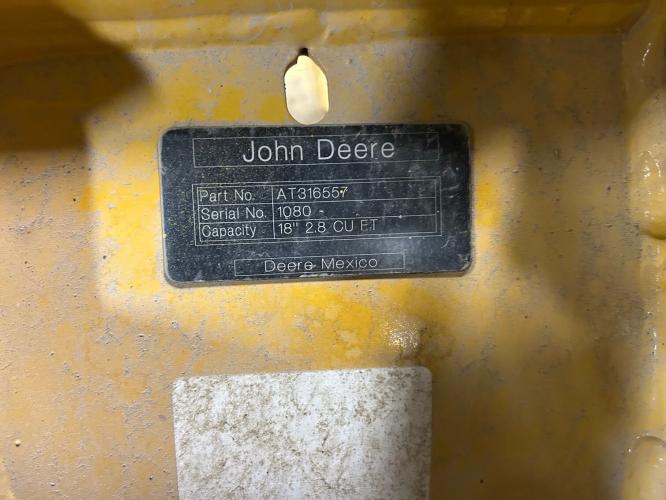 John Deere
Part No. AT316557
Serial No. 1080
Capacity 18" 2.8 CU FT
Deere Mexico